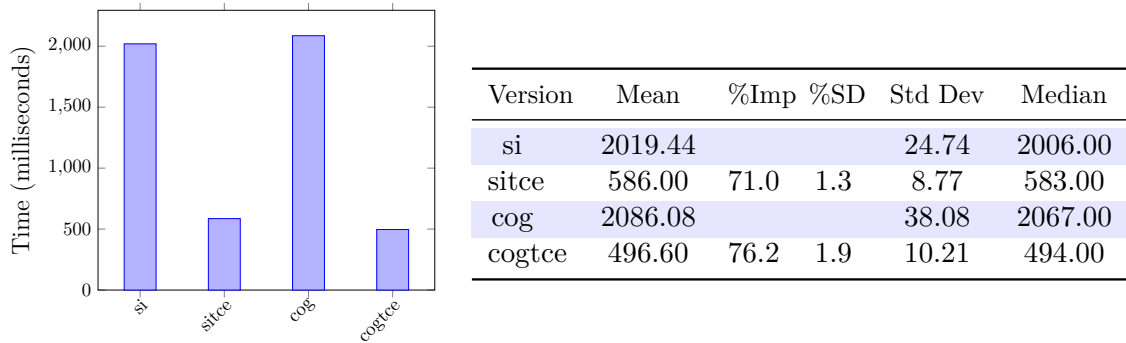 Time (milliseconds)
2,000
1,500
1,000
500
0
si
sitce
cog
cogtce
Version Mean %Imp %SD Std Dev Median
si 2019.44 24.74 2006.00
sitce 586.00 71.0 1.3 8.77 583.00
cog 2086.08 38.08 2067.00
cogtce 496.60 76.2 1.9 10.21 494.00